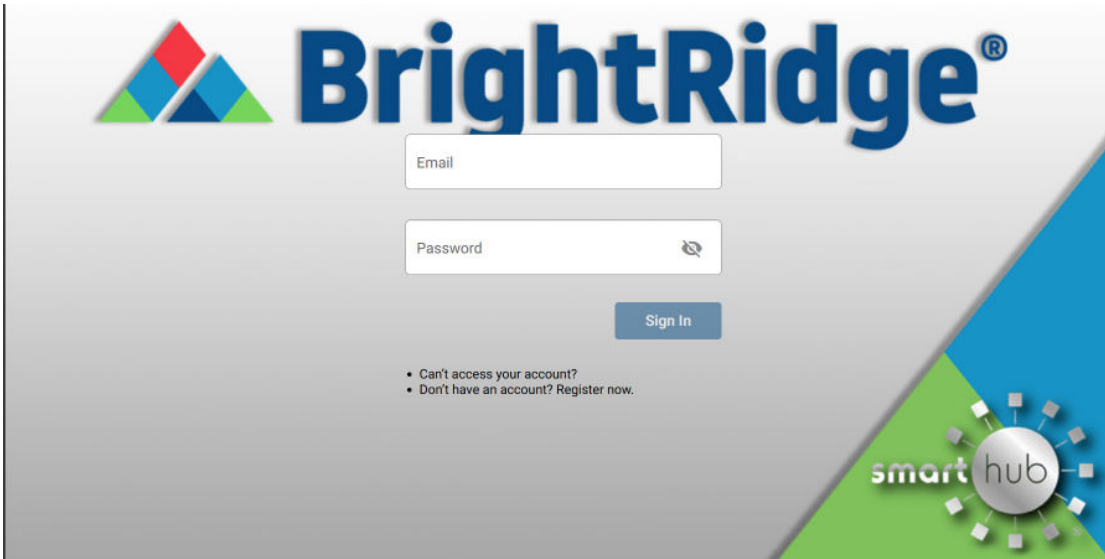 BrightRidge®
Email
Password
Sign In
• Can't access your account?
• Don't have an account? Register now.
smart hub